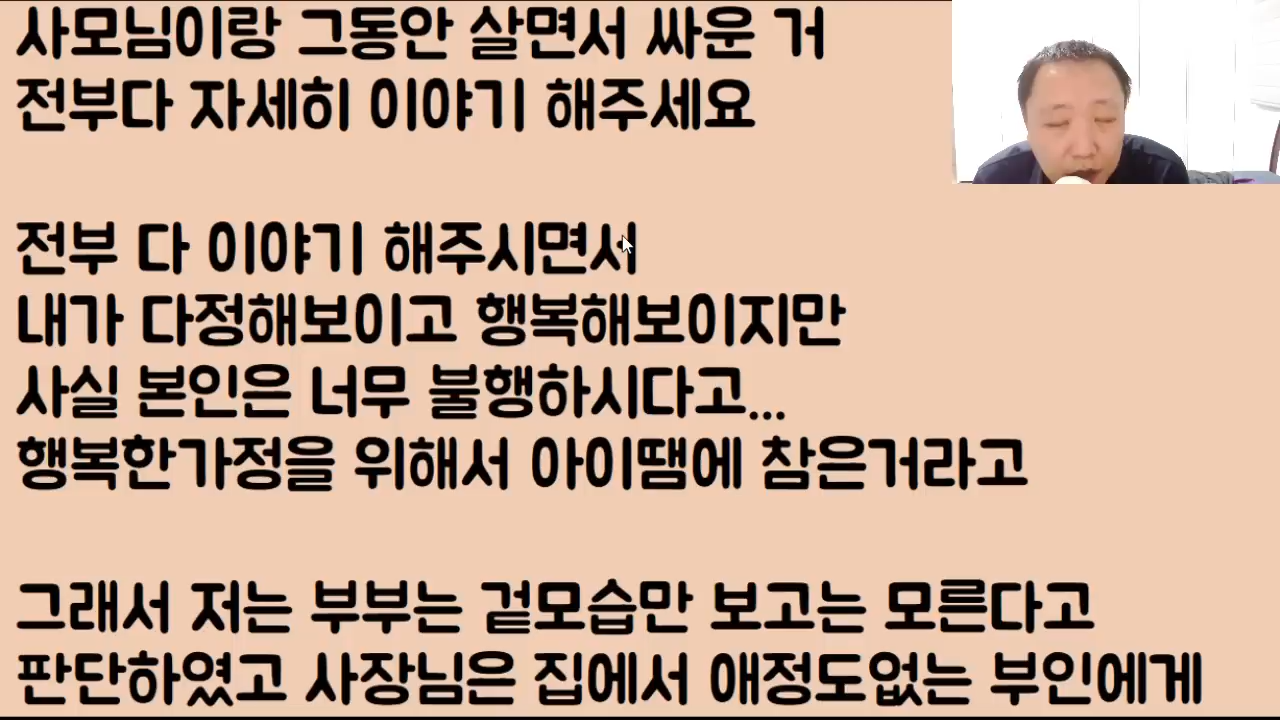 사모님이랑 그동안 살면서 싸운 거
전부다 자세히 이야기 해주세요
전부 다 이야기 해주시면서
내가 다정해보이고 행복해보이지만
사실 본인은 너무 불행하시다고...
행복한가정을 위해서 아이땜에 참은거라고
그래서 저는 부부는 겉모습만 보고는 모른다고
판단하였고 사장님은 집에서 애정도없는 부인에게